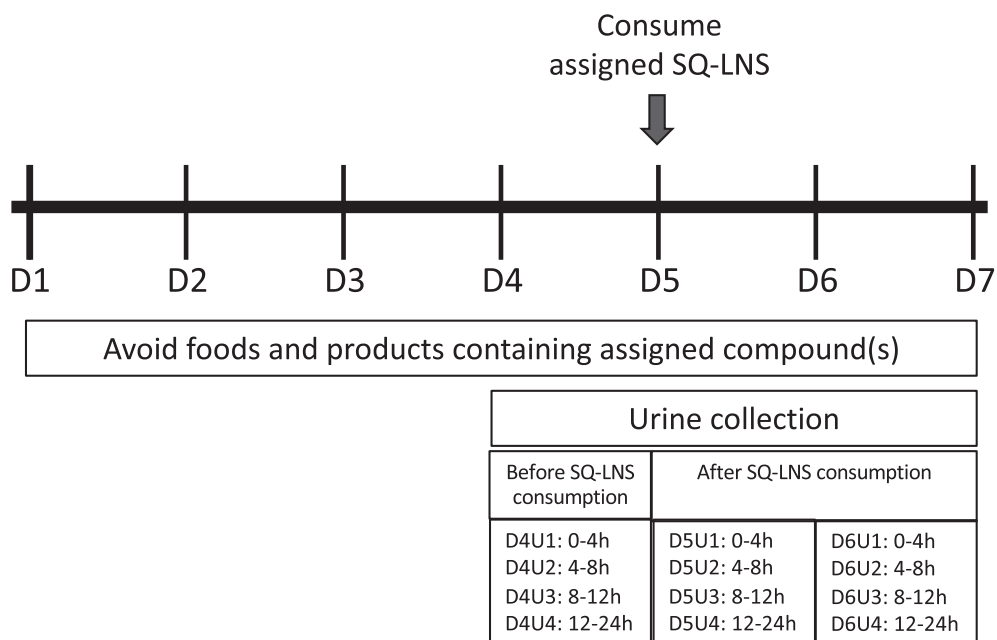 Consume
assigned SQ-LNS
D1 D2 D3 D4 D5 D6 D7
Avoid foods and products containing assigned compound(s)
Urine collection
Before SQ-LNS
consumption
After SQ-LNS consumption
D4U1: 0-4h
D4U2: 4-8h
D4U3: 8-12h
D4U4: 12-24h
D5U1: 0-4h
D5U2: 4-8h
D5U3: 8-12h
D5U4: 12-24h
D6U1: 0-4h
D6U2: 4-8h
D6U3: 8-12h
D6U4: 12-24h